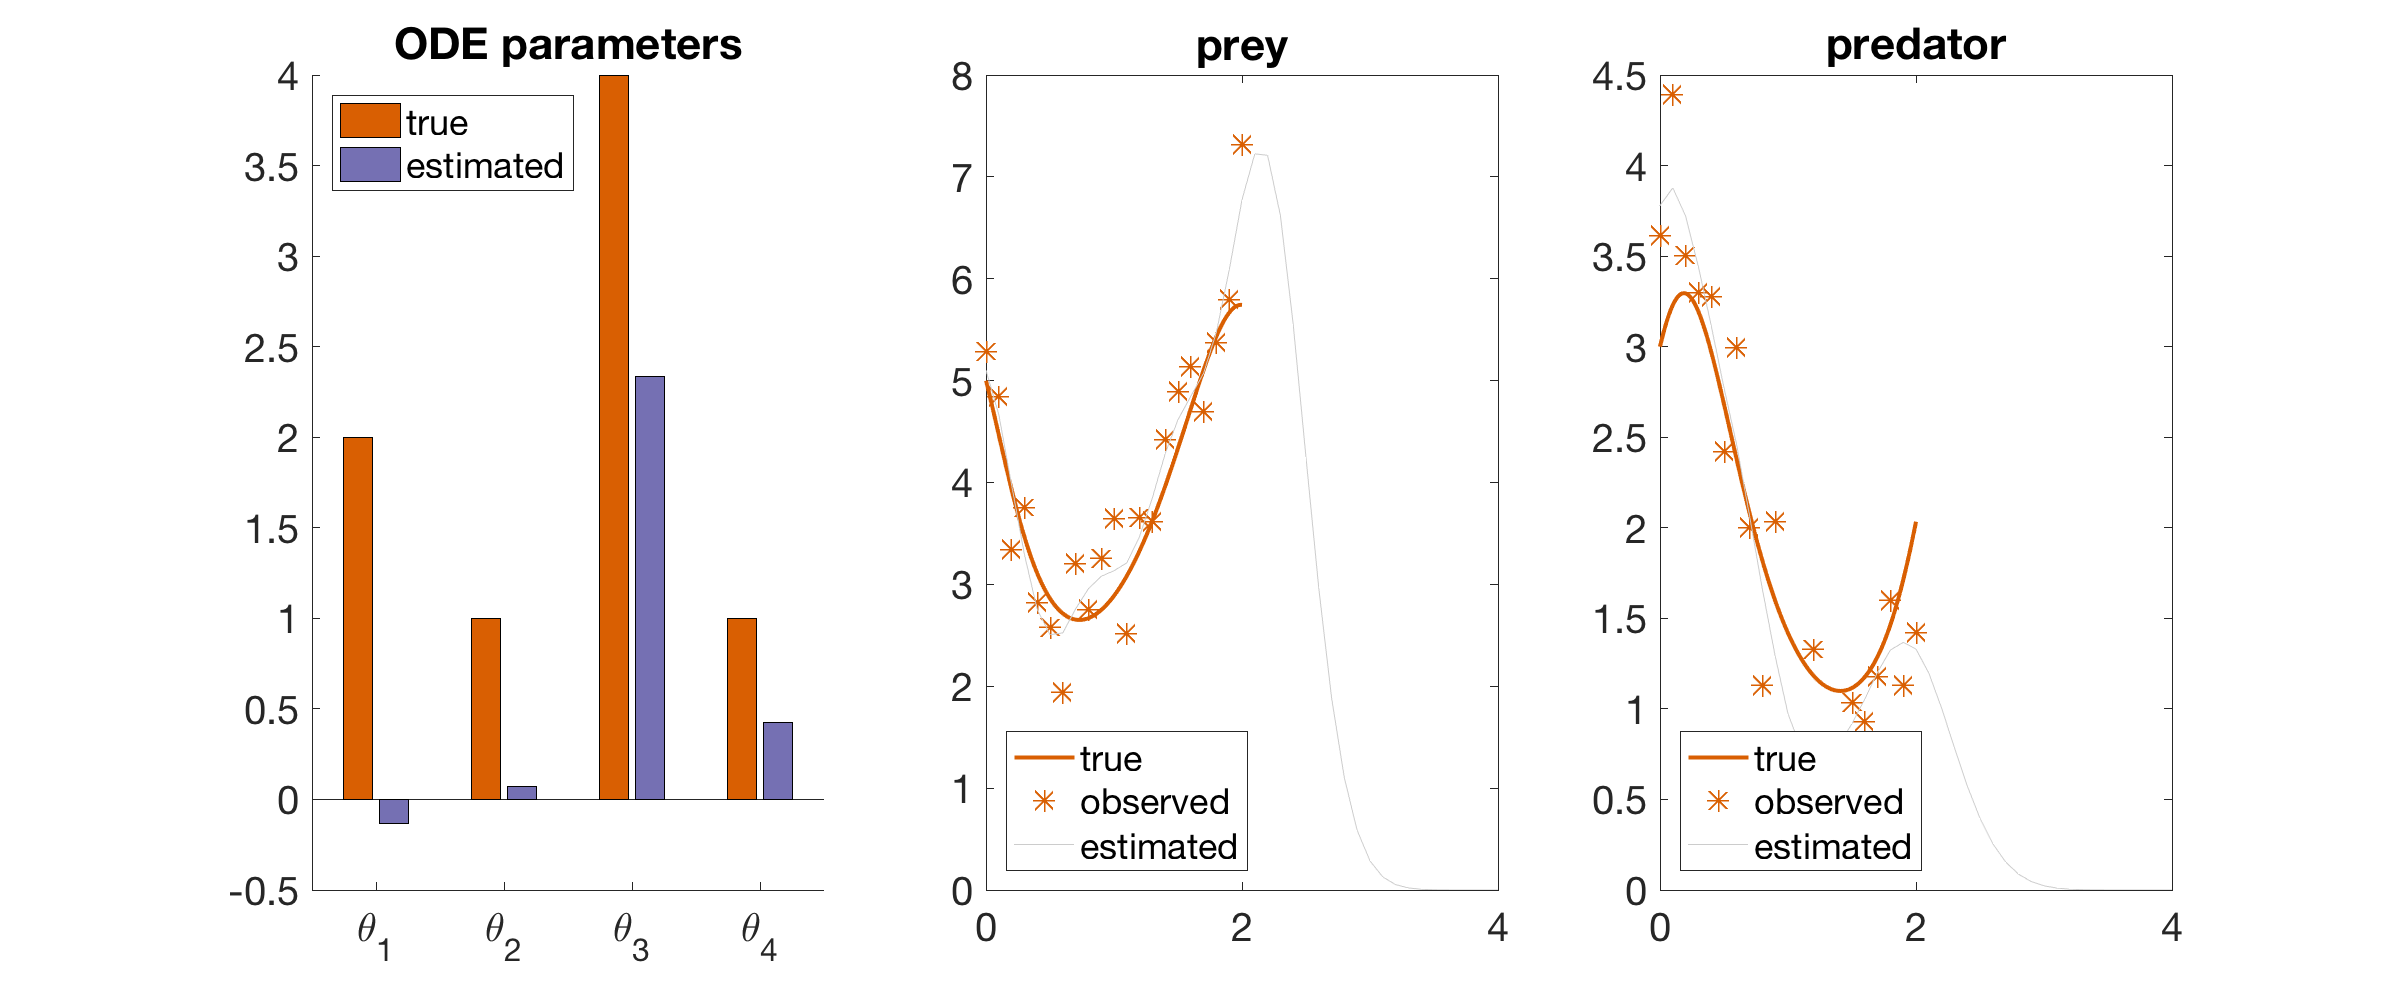 ODE parameters
4
3.5
3
2.5
2
1.5
1
0.5
0
-0.5
true
estimated
θ1
θ2
θ3
θ4
prey
8
7
6
5
4
3
2
1
0
true
observed
estimated
0 2 4
predator
4.5
4
3.5
3
2.5
2
1.5
1
0.5
0
true
observed
estimated
0 2 4